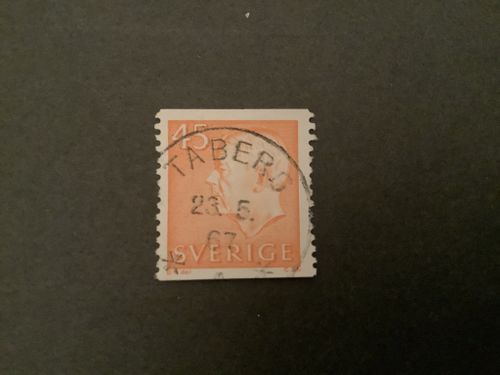 45
TABERG
23. 5.
67
SVERIGE